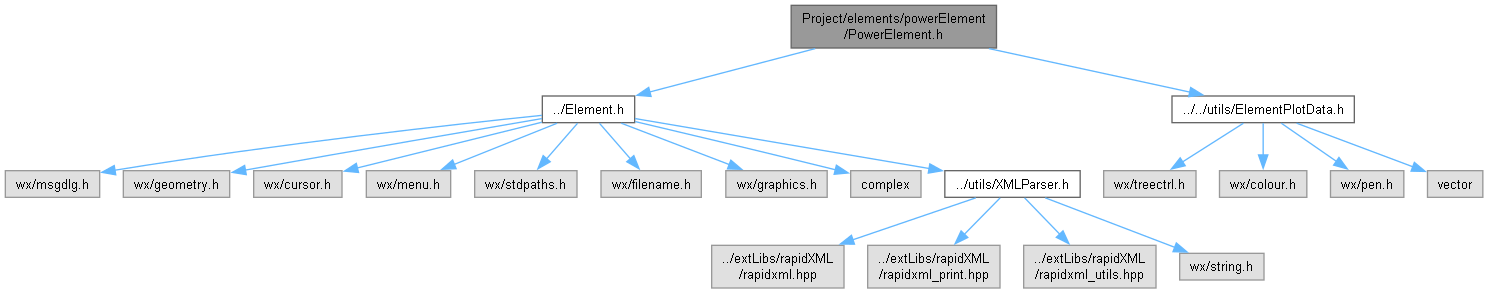 Project/elements/powerElement
/PowerElement.h
../Element.h
../../utils/ElementPlotData.h
wx/msgdlg.h
wx/geometry.h
wx/cursor.h
wx/menu.h
wx/stdpaths.h
wx/filename.h
wx/graphics.h
complex
../utils/XMLParser.h
wx/treectrl.h
wx/colour.h
wx/pen.h
vector
../extLibs/rapidXML
/rapidxml.hpp
../extLibs/rapidXML
/rapidxml_print.hpp
../extLibs/rapidXML
/rapidxml_utils.hpp
wx/string.h